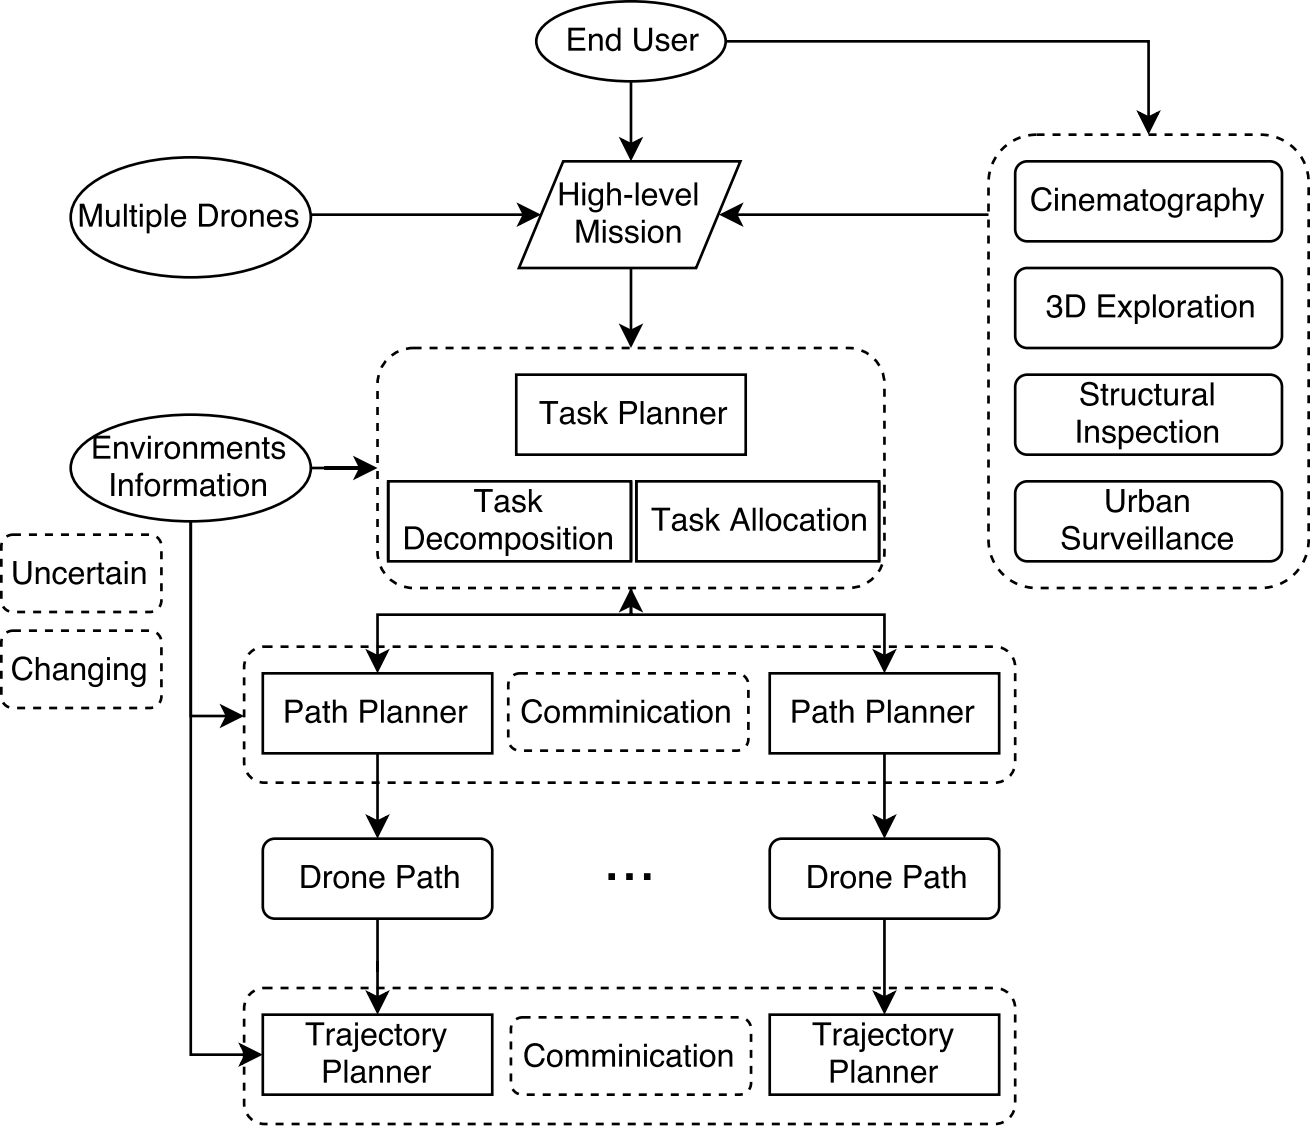 End User
Multiple Drones
High-level
Mission
Cinematography
3D Exploration
Structural
Inspection
Urban
Surveillance
Task Planner
Task
Decomposition
Task Allocation
Environments
Information
Uncertain
Changing
Path Planner
Comminication
Path Planner
Drone Path
...
Drone Path
Trajectory
Planner
Comminication
Trajectory
Planner